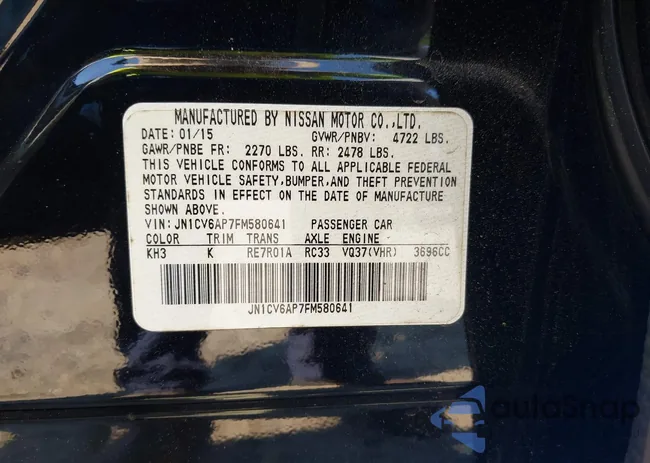 MANUFACTURED BY NISSAN MOTOR CO.,LTD.
DATE: 01/15 GVWR/PNBV: 4722 LBS.
GAWR/PNBE FR: 2270 LBS. RR: 2478 LBS.
THIS VEHICLE CONFORMS TO ALL APPLICABLE FEDERAL
MOTOR VEHICLE SAFETY,BUMPER,AND THEFT PREVENTION
STANDARDS IN EFFECT ON THE DATE OF MANUFACTURE
SHOWN ABOVE.
VIN: JN1CV6AP7FM580641 PASSENGER CAR
COLOR TRIM TRANS AXLE ENGINE
KH3 K RE7R01A RC33 VQ37(VHR) 3696CC
JN1CV6AP7FM580641
autoSnap